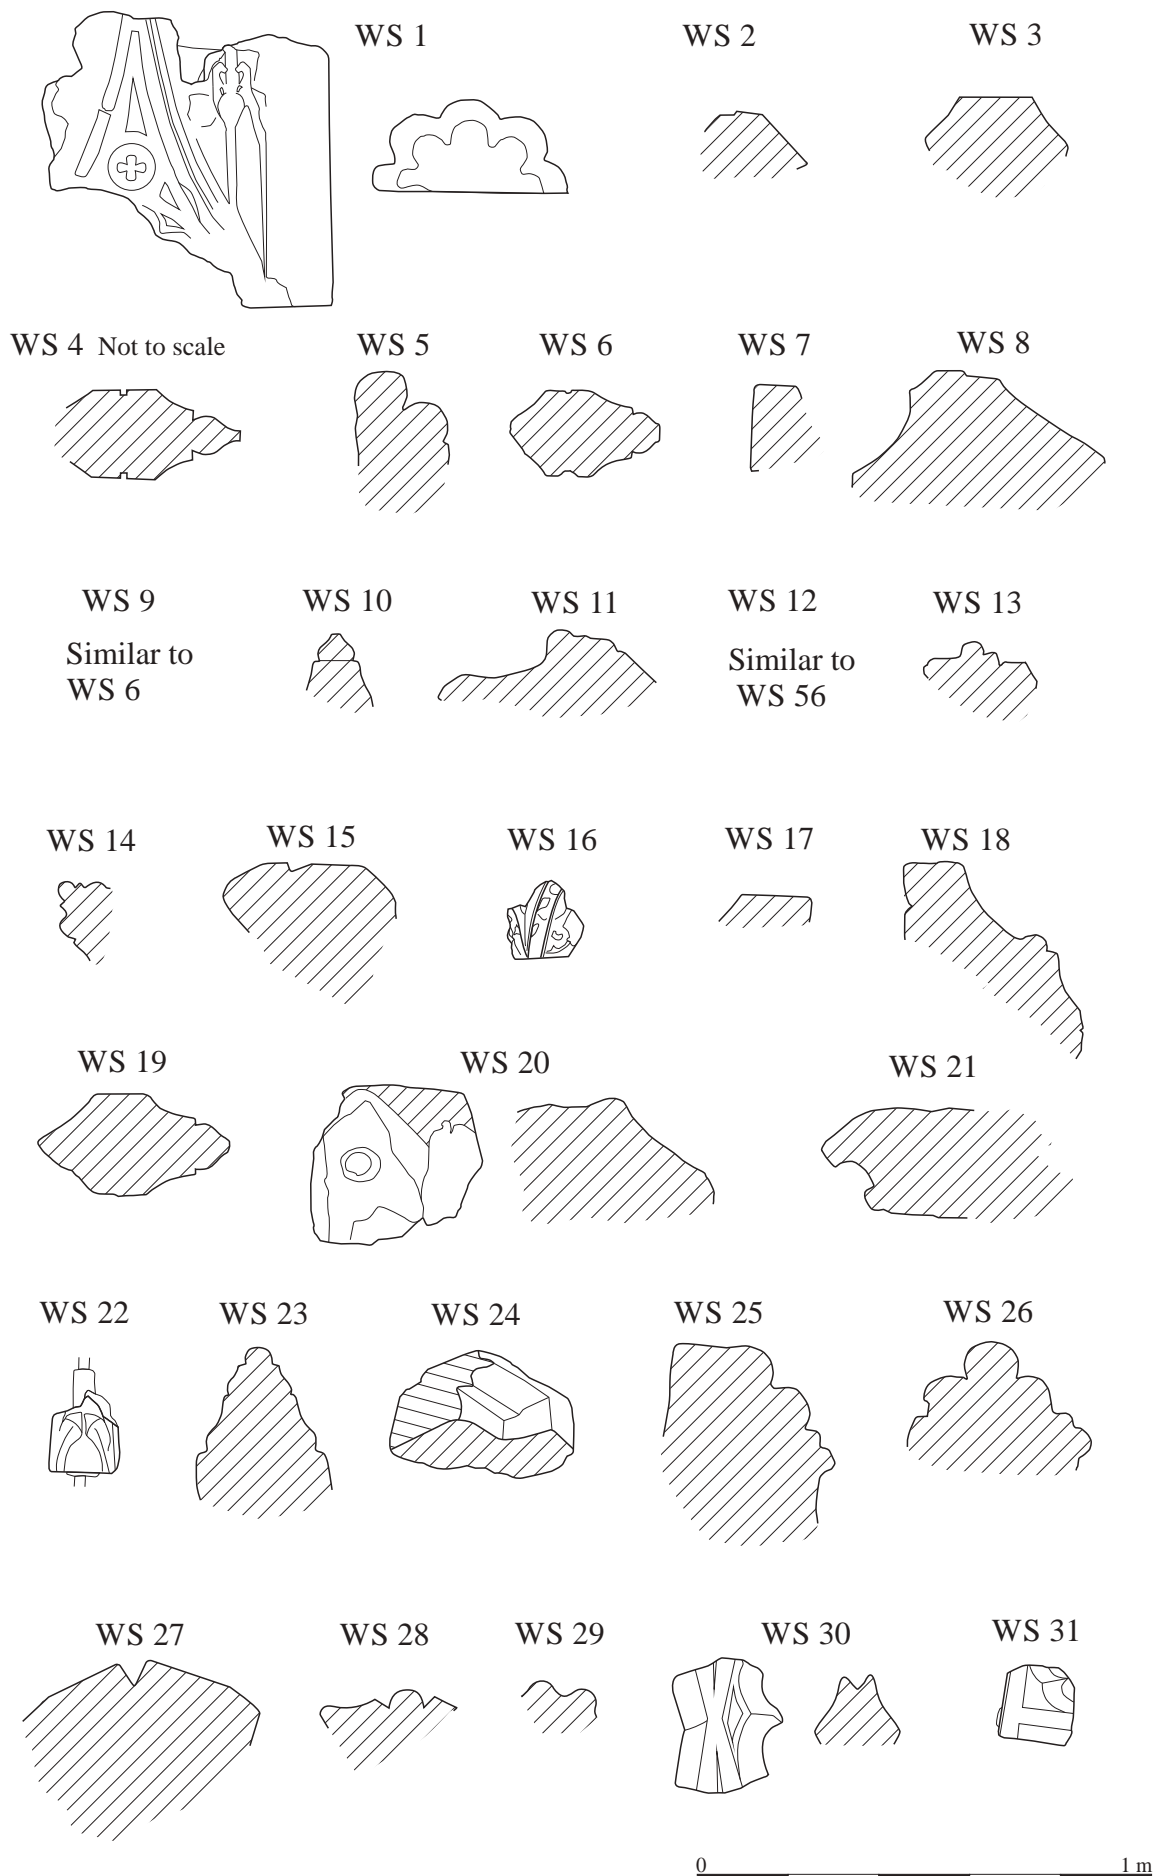 WS 1
WS 2
WS 3
WS 4 Not to scale
WS 5
WS 6
WS 7
WS 8
WS 9
Similar to
WS 6
WS 10
WS 11
WS 12
Similar to
WS 56
WS 13
WS 14
WS 15
WS 16
WS 17
WS 18
WS 19
WS 20
WS 21
WS 22
WS 23
WS 24
WS 25
WS 26
WS 27
WS 28
WS 29
WS 30
WS 31
0 1 m